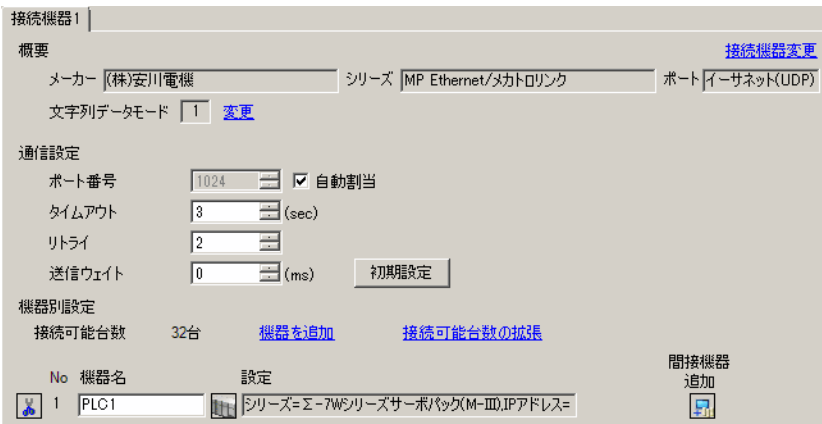 接続機器1
概要
接続機器変更
メーカー (株)安川電機 シリーズ MP Ethernet/メカトロリンク ポート イーサネット(UDP)
文字列データモード 1 変更
通信設定
ポート番号 1024 自動割当
タイムアウト 3 (sec)
リトライ 2
送信ウェイト 0 (ms) 初期設定
機器別設定
接続可能台数 32台 機器を追加 接続可能台数の拡張
間接機器
追加
No 機器名 設定
1 PLC1 シリーズ=Σ-7Wシリーズサーボパック(M-Ⅲ),IPアドレス=